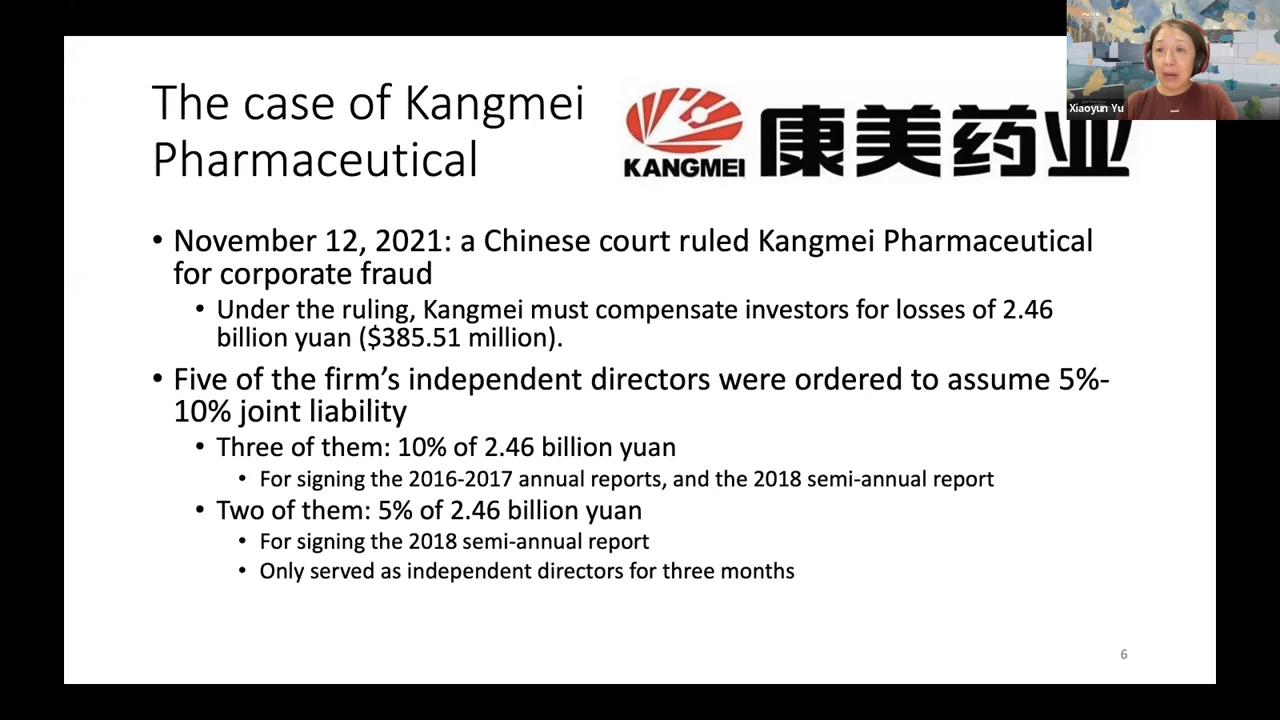 The case of Kangmei
Pharmaceutical
KANGMEI
康美药业
Xiaoyun Yu
• November 12, 2021: a Chinese court ruled Kangmei Pharmaceutical
for corporate fraud
• Under the ruling, Kangmei must compensate investors for losses of 2.46
billion yuan ($385.51 million).
• Five of the firm’s independent directors were ordered to assume 5%-
10% joint liability
• Three of them: 10% of 2.46 billion yuan
• For signing the 2016-2017 annual reports, and the 2018 semi-annual report
• Two of them: 5% of 2.46 billion yuan
• For signing the 2018 semi-annual report
• Only served as independent directors for three months
6